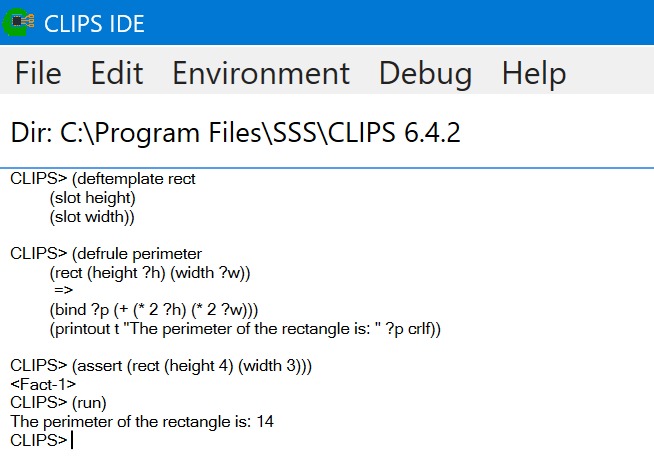 CLIPS IDE
File Edit Environment Debug Help
Dir: C:\Program Files\SSS\CLIPS 6.4.2
CLIPS> (deftemplate rect
(slot height)
(slot width))
CLIPS> (defrule perimeter
(rect (height ?h) (width ?w))
=>
(bind ?p (+ (* 2 ?h) (* 2 ?w)))
(printout t "The perimeter of the rectangle is: " ?p crlf))
CLIPS> (assert (rect (height 4) (width 3)))
<Fact-1>
CLIPS> (run)
The perimeter of the rectangle is: 14
CLIPS>